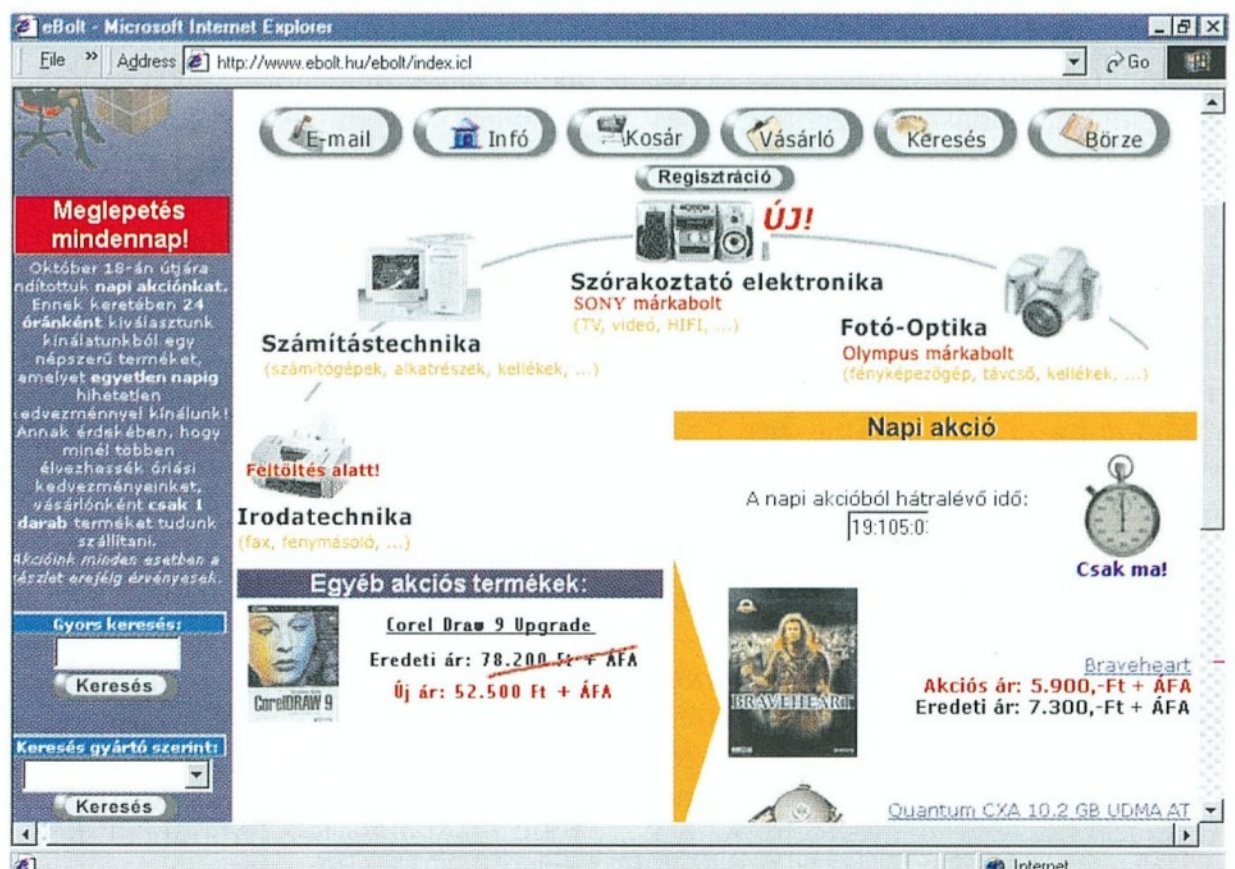 eBolt - Microsoft Internet Explorer
File » Address http://www.ebolt.hu/ebolt/index.icl Go
E-mail Infó Kosár Vásárló Keresés Börze
Regisztráció
Meglepetés
mindennap!
Október 18-án útjára
ndítottuk napi akciónkat.
Ennek keretében 24
óránként kiválasztunk
kínálatunkból egy
népszerű terméket,
amelyet egyetlen napig
hihetetlen
kedvezménnyel kínálunk!
Annak érdekében, hogy
minél többen
élvezhessék óriási
kedvezményeinket,
vásárlónként csak 1
darab terméket tudunk
szállítani.
Akcióink minden esetben a
készlet erejéig érvényesek.
Gyors keresés:
Keresés
Keresés gyártó szerint:
Keresés
ÚJ!
Szórakoztató elektronika
SONY márkabolt
(TV, videó, HIFI, ...)
Számítástechnika
(számítógépek, alkatrészek, kellékek, ...)
Fotó-Optika
Olympus márkabolt
(fényképezőgép, távcső, kellékek, ...)
Feltöltés alatt!
Irodatechnika
(fax, fénymásoló, ...)
Egyéb akciós termékek:
CorelDRAW 9
Corel Draw 9 Upgrade
Eredeti ár: 78.200 Ft + ÁFA
Új ár: 52.500 Ft + ÁFA
Napi akció
A napi akcióból hátralévő idő:
19:105:0
Csak ma!
BRAVEHEART
Braveheart
Akciós ár: 5.900,-Ft + ÁFA
Eredeti ár: 7.300,-Ft + ÁFA
Quantum CXA 10.2 GB UDMA AT
Internet